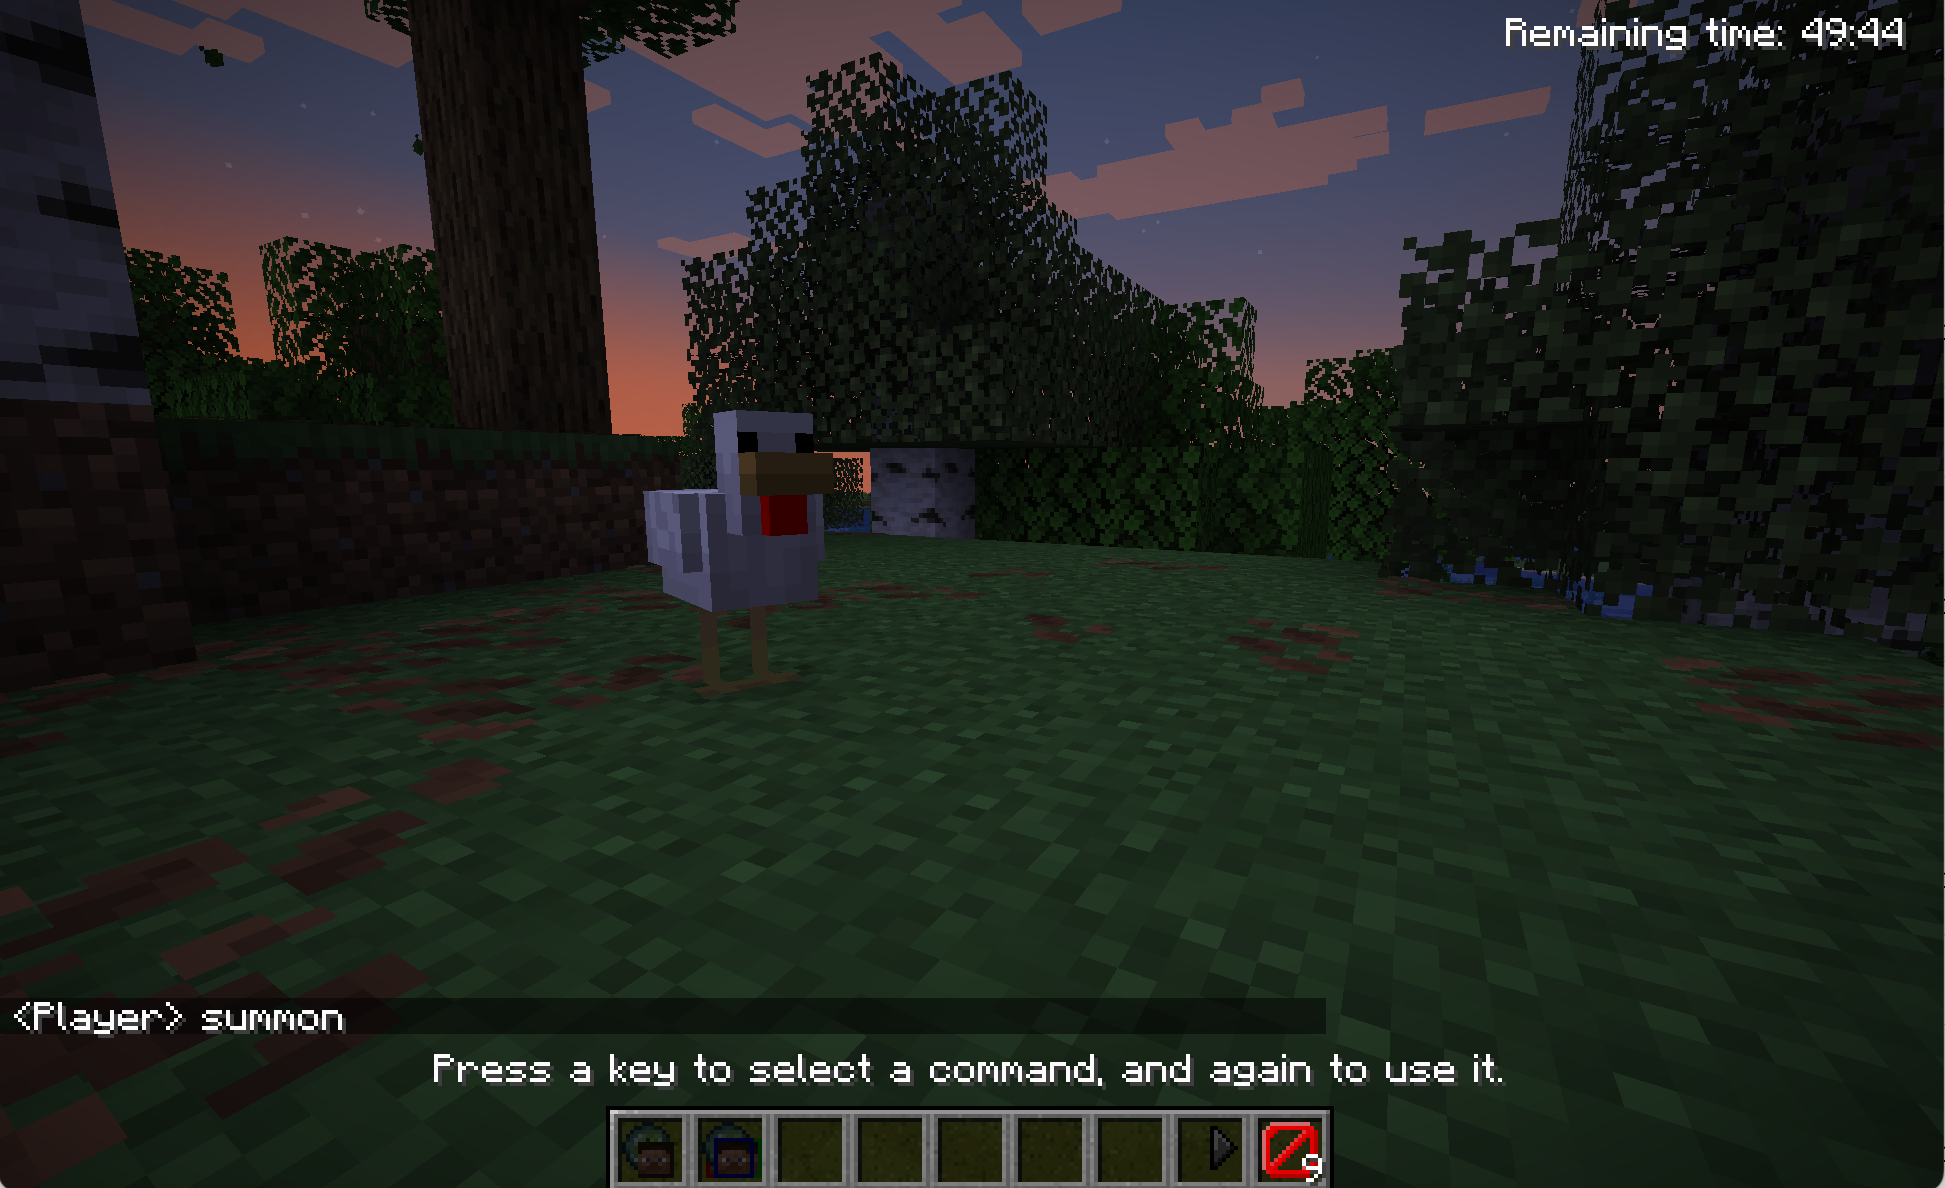 Remaining time: 49:44
<Player> summon
Press a key to select a command, and again to use it.
9